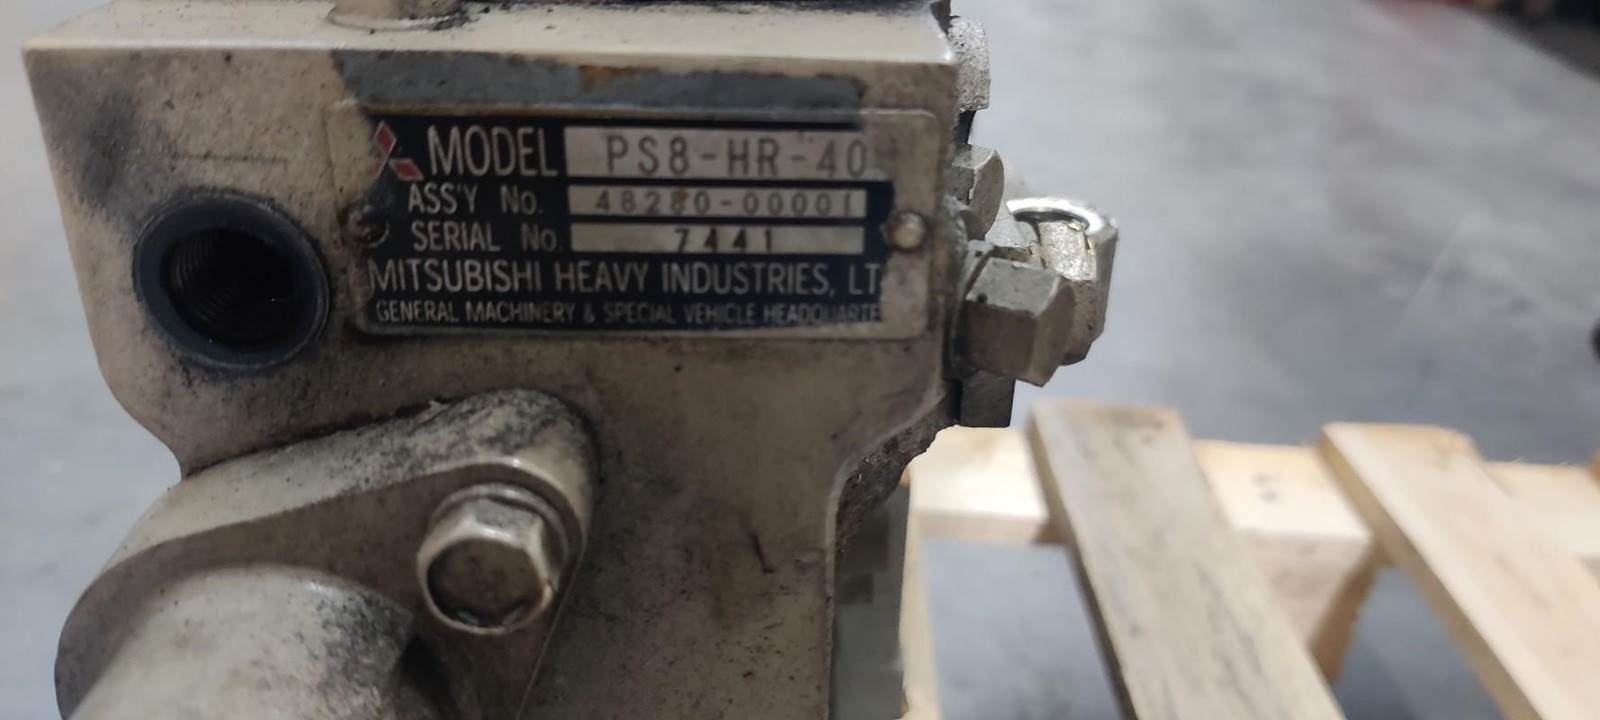 MODEL PS8-HR-40
ASS'Y No. 48280-00001
SERIAL No. 7441
MITSUBISHI HEAVY INDUSTRIES, LT
GENERAL MACHINERY & SPECIAL VEHICLE HEADQUARTE